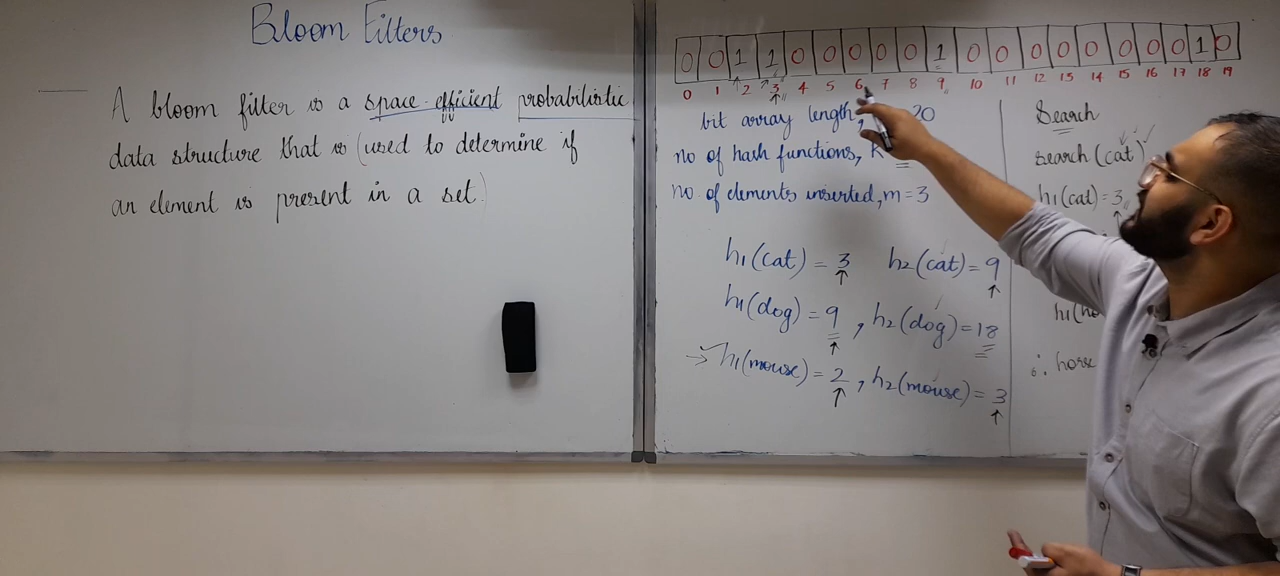 Bloom Filters
A bloom filter is a space efficient probabilistic
data structure that is (used to determine if
an element is present in a set)
0 0 1 1 0 0 0 0 0 1 0 0 0 0 0 0 0 0 1 0
0 1 2 3 4 5 6 7 8 9 10 11 12 13 14 15 16 17 18 19
bit array length, 20
no of hash functions, K
no. of elements inserted, m = 3
h1(cat) = 3 h2(cat) = 9
h1(dog) = 9, h2(dog) = 18
→ h1(mouse) = 2, h2(mouse) = 3
Search
search(cat)
h1(cat) = 3
∴ horse